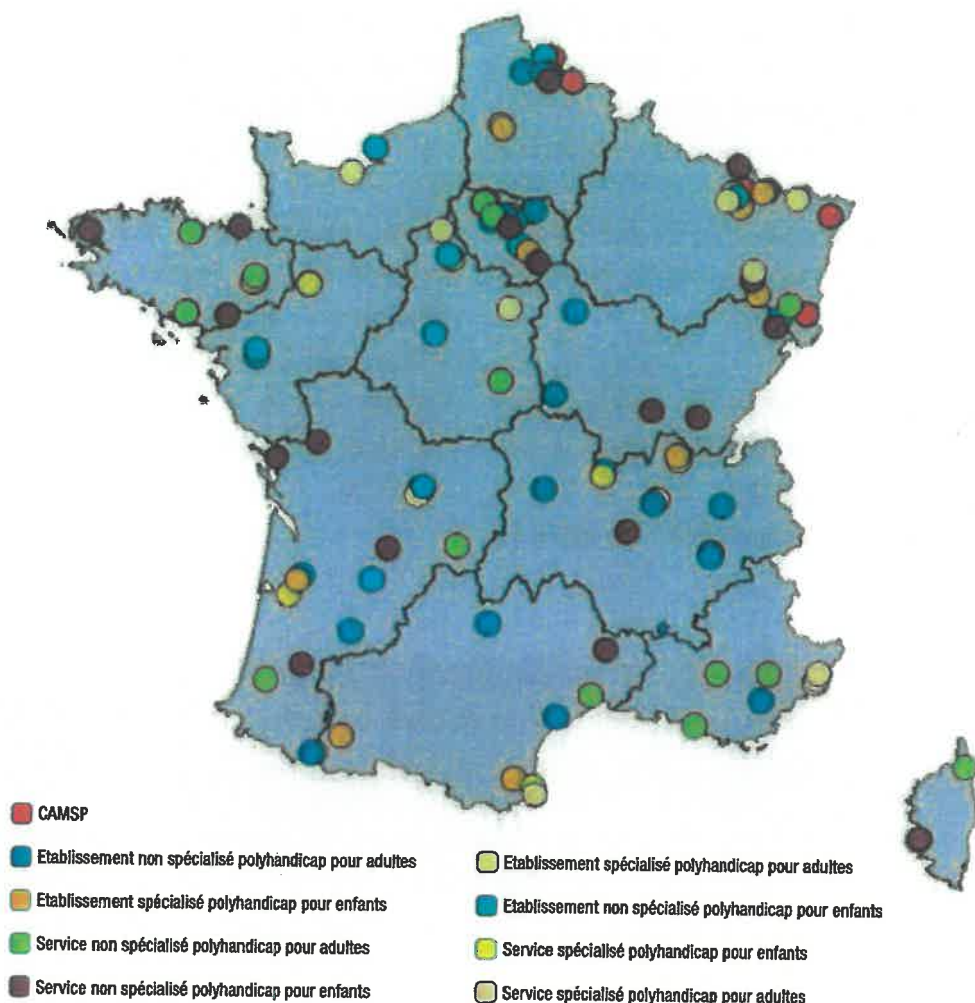 CAMSP
Etablissement non spécialisé polyhandicap pour adultes
Etablissement spécialisé polyhandicap pour enfants
Service non spécialisé polyhandicap pour adultes
Service non spécialisé polyhandicap pour enfants
Etablissement spécialisé polyhandicap pour adultes
Etablissement non spécialisé polyhandicap pour enfants
Service spécialisé polyhandicap pour enfants
Service spécialisé polyhandicap pour adultes